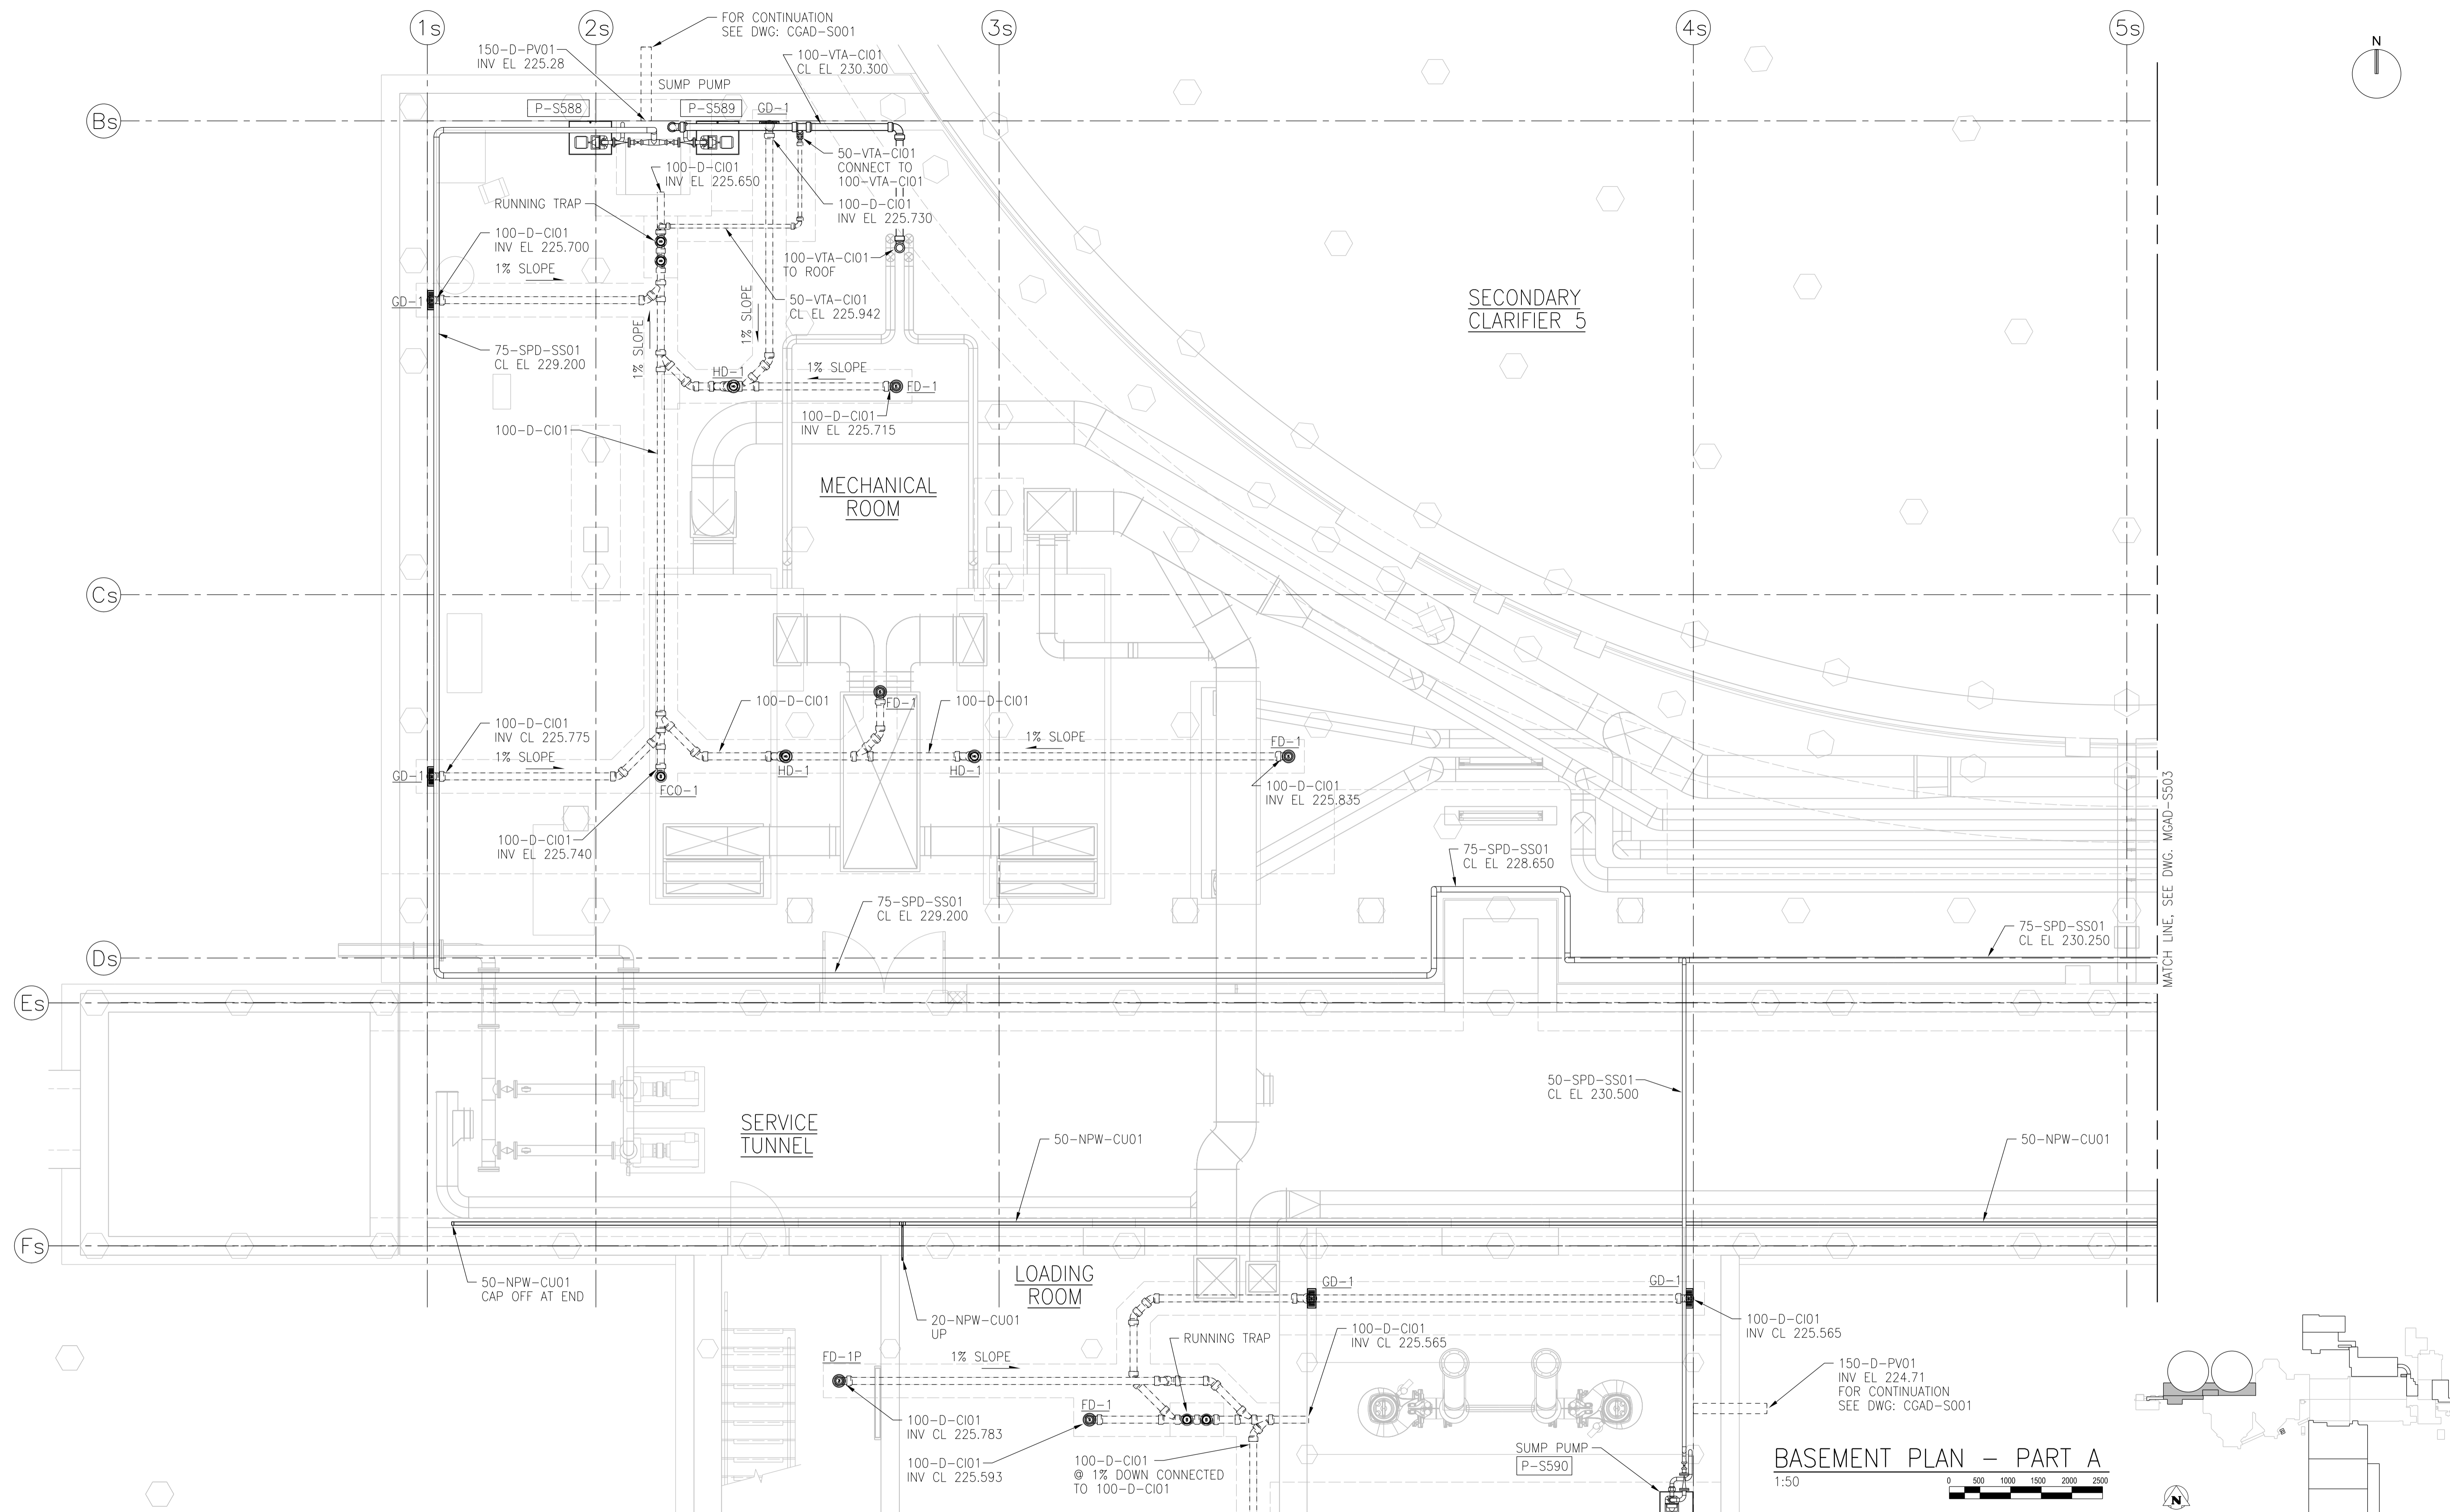 1s
2s
3s
4s
5s
N
FOR CONTINUATION
SEE DWG: CGAD-S001
150-D-PV01
INV EL 225.28
100-VTA-CI01
CL EL 230.300
SUMP PUMP
P-S588
P-S589
GD-1
Bs
50-VTA-CI01
CONNECT TO
100-VTA-CI01
100-D-CI01
INV EL 225.650
RUNNING TRAP
100-D-CI01
INV EL 225.730
100-D-CI01
INV EL 225.700
1% SLOPE
100-VTA-CI01
TO ROOF
GD-1
50-VTA-CI01
CL EL 225.942
SECONDARY
CLARIFIER 5
1% SLOPE
1% SLOPE
75-SPD-SS01
CL EL 229.200
HD-1
1% SLOPE
FD-1
100-D-CI01
INV EL 225.715
100-D-CI01
MECHANICAL
ROOM
Cs
100-D-CI01
FD-1
100-D-CI01
100-D-CI01
INV CL 225.775
1% SLOPE
1% SLOPE
FD-1
GD-1
HD-1
HD-1
FCO-1
100-D-CI01
INV EL 225.835
MATCH LINE, SEE DWG. MGAD-S503
100-D-CI01
INV EL 225.740
75-SPD-SS01
CL EL 228.650
75-SPD-SS01
CL EL 229.200
75-SPD-SS01
CL EL 230.250
Ds
Es
50-SPD-SS01
CL EL 230.500
SERVICE
TUNNEL
50-NPW-CU01
50-NPW-CU01
Fs
50-NPW-CU01
CAP OFF AT END
LOADING
ROOM
GD-1
GD-1
20-NPW-CU01
UP
100-D-CI01
INV CL 225.565
RUNNING TRAP
100-D-CI01
INV CL 225.565
FD-1P
1% SLOPE
150-D-PV01
INV EL 224.71
FOR CONTINUATION
SEE DWG: CGAD-S001
FD-1
100-D-CI01
INV CL 225.783
100-D-CI01
INV CL 225.593
100-D-CI01
@ 1% DOWN CONNECTED
TO 100-D-CI01
SUMP PUMP
P-S590
BASEMENT PLAN - PART A
1:50
0 500 1000 1500 2000 2500
N